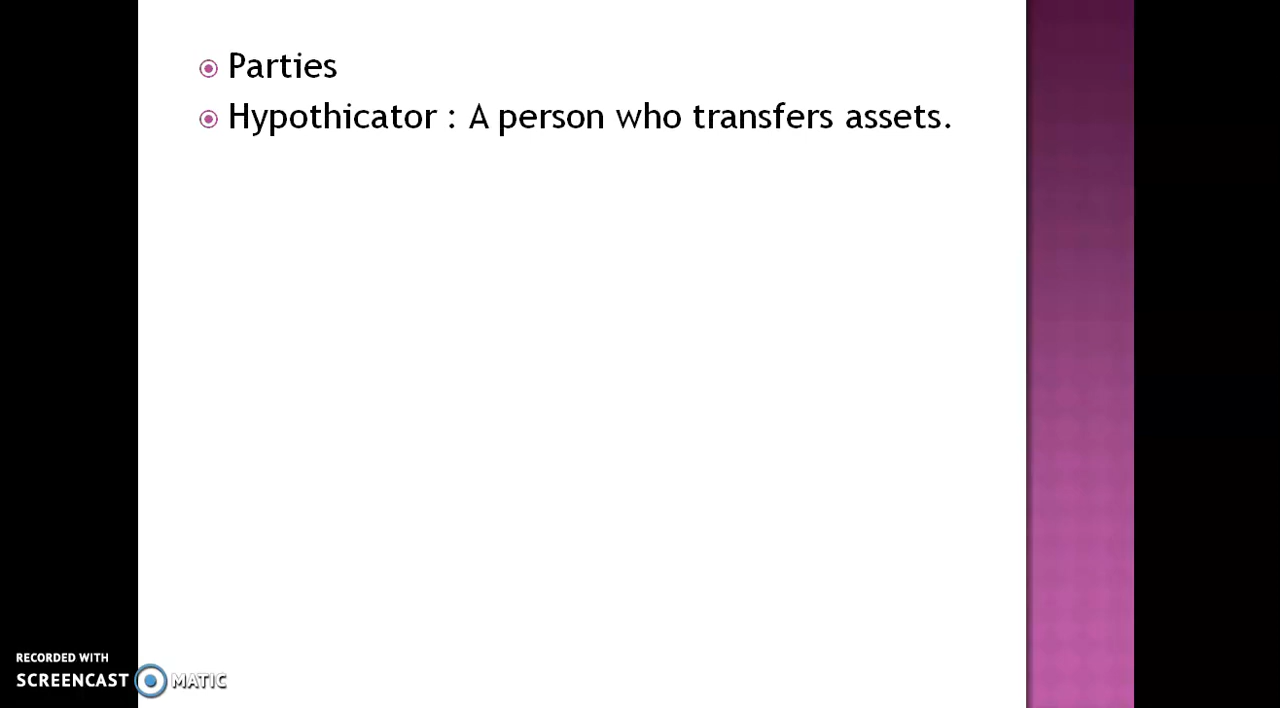 Parties
Hypothicator : A person who transfers assets.
RECORDED WITH
SCREENCAST MATIC